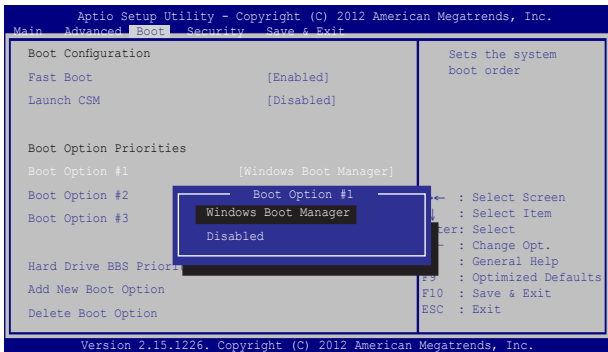 Aptio Setup Utility - Copyright (C) 2012 American Megatrends, Inc.
Main Advanced Boot Security Save & Exit
Boot Configuration
Fast Boot [Enabled]
Launch CSM [Disabled]
Boot Option Priorities
Boot Option #1 [Windows Boot Manager]
Boot Option #2
Boot Option #3
Hard Drive BBS
Add New Boot Option
Delete Boot Option
Boot Option #1
Windows Boot Manager
Disabled
Sets the system
boot order
← : Select Screen
: Select Item
: Select
: Change Opt.
: General Help
F9 : Optimized Defaults
F10 : Save & Exit
ESC : Exit
Version 2.15.1226. Copyright (C) 2012 American Megatrends, Inc.